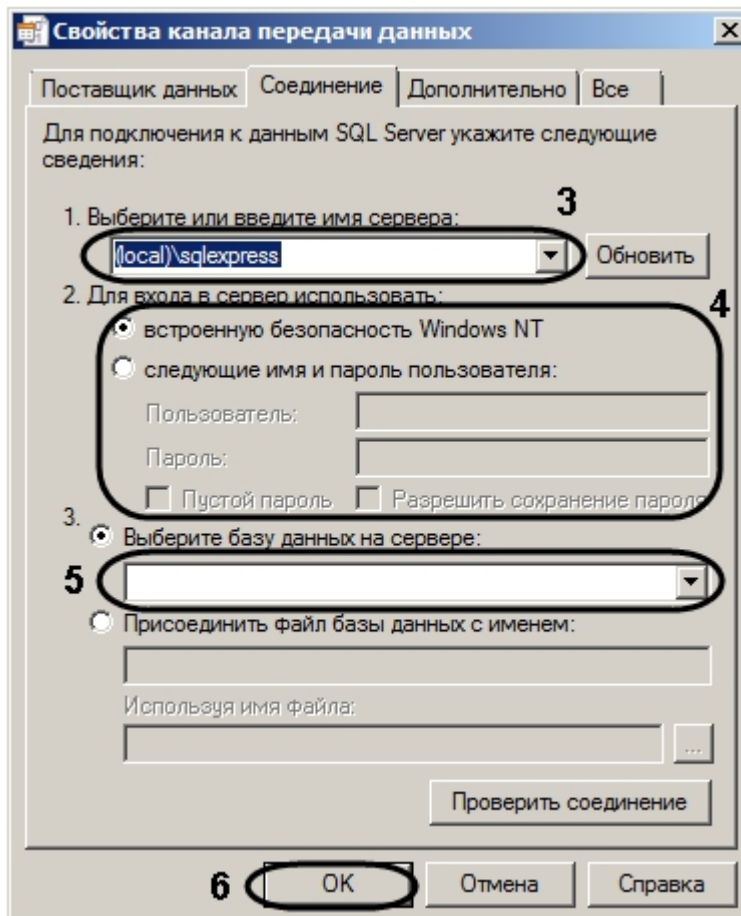 Свойства канала передачи данных
Поставщик данных Соединение Дополнительно Все
Для подключения к данным SQL Server укажите следующие
сведения:
1. Выберите или введите имя сервера: 3
(local)\sqlexpress Обновить
2. Для входа в сервер использовать: 4
встроенную безопасность Windows NT
следующие имя и пароль пользователя:
Пользователь:
Пароль:
Пустой пароль Разрешить сохранение пароля
3. Выберите базу данных на сервере:
5
Присоединить файл базы данных с именем:
Используя имя файла:
...
Проверить соединение
6 OK Отмена Справка